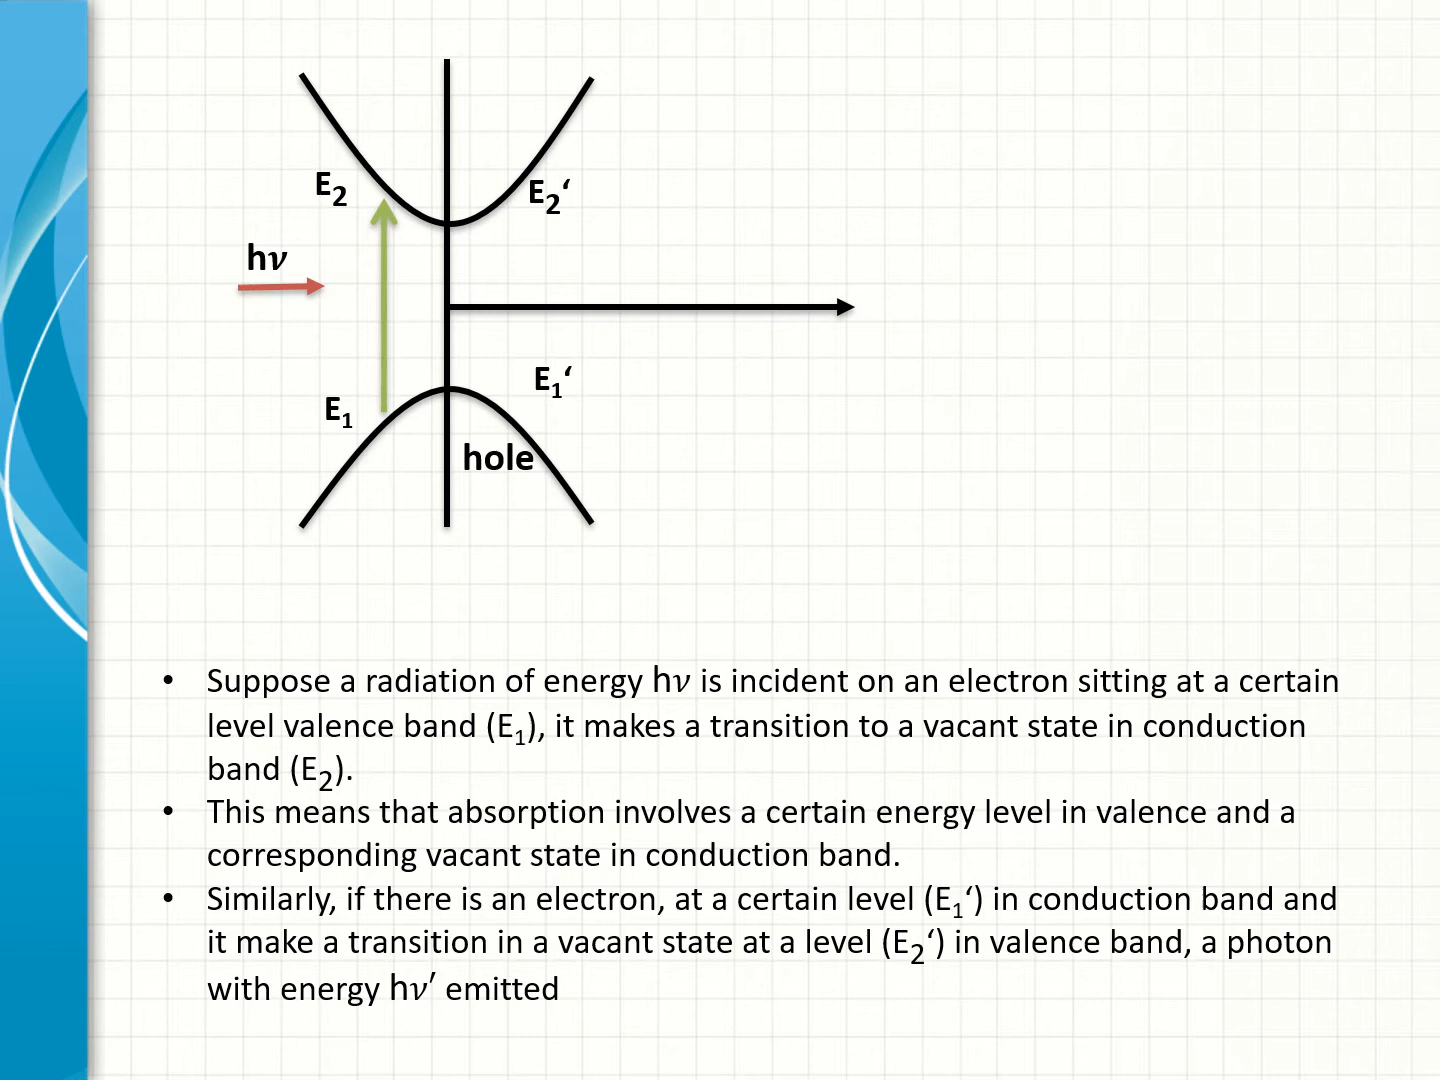 E₂
E₂‘
hν
E₁‘
E₁
hole
• Suppose a radiation of energy hν is incident on an electron sitting at a certain
level valence band (E₁), it makes a transition to a vacant state in conduction
band (E₂).
• This means that absorption involves a certain energy level in valence and a
corresponding vacant state in conduction band.
• Similarly, if there is an electron, at a certain level (E₁‘) in conduction band and
it make a transition in a vacant state at a level (E₂‘) in valence band, a photon
with energy hν′ emitted